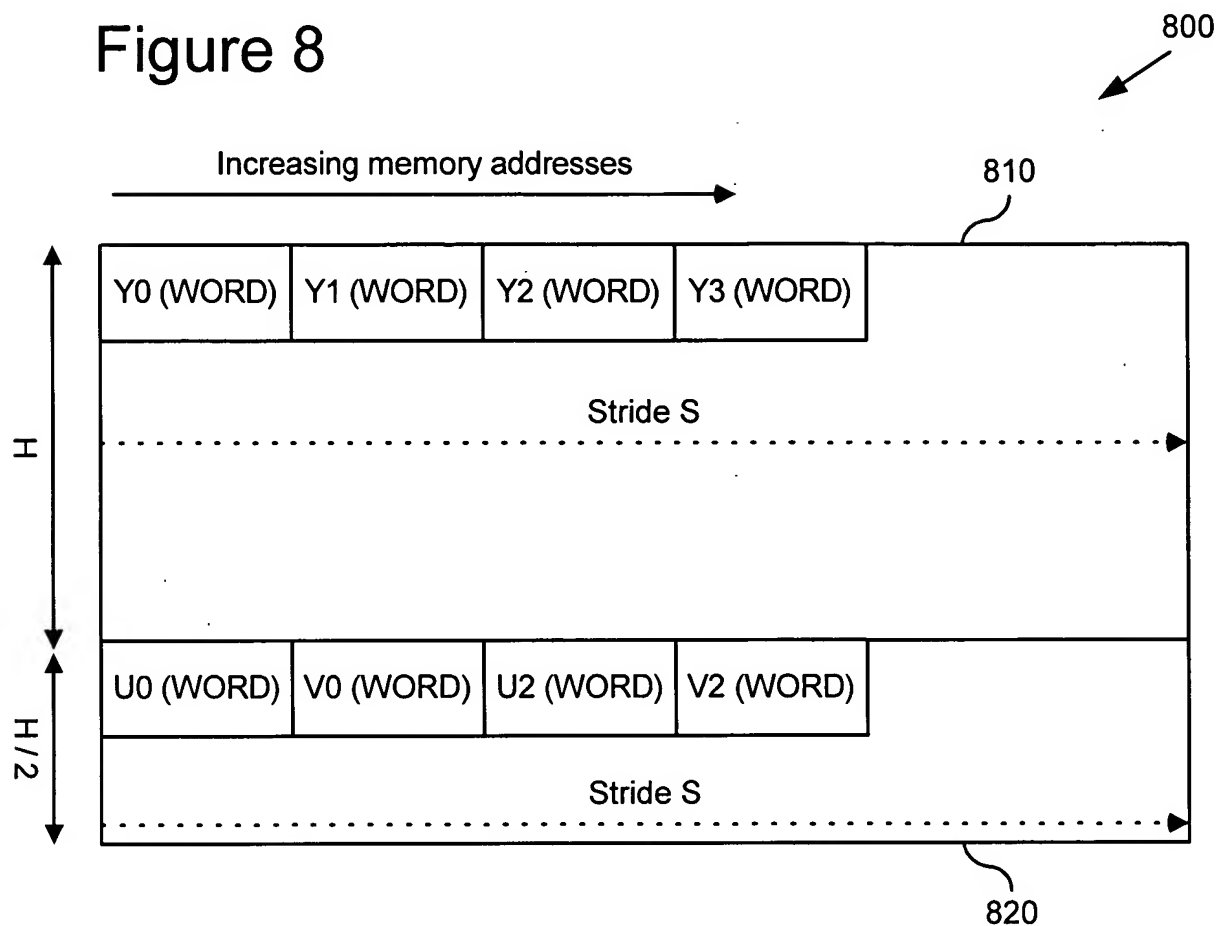 Figure 8
800
Increasing memory addresses
810
Y0 (WORD) Y1 (WORD) Y2 (WORD) Y3 (WORD)
Stride S
H
U0 (WORD) V0 (WORD) U2 (WORD) V2 (WORD)
H / 2
Stride S
820